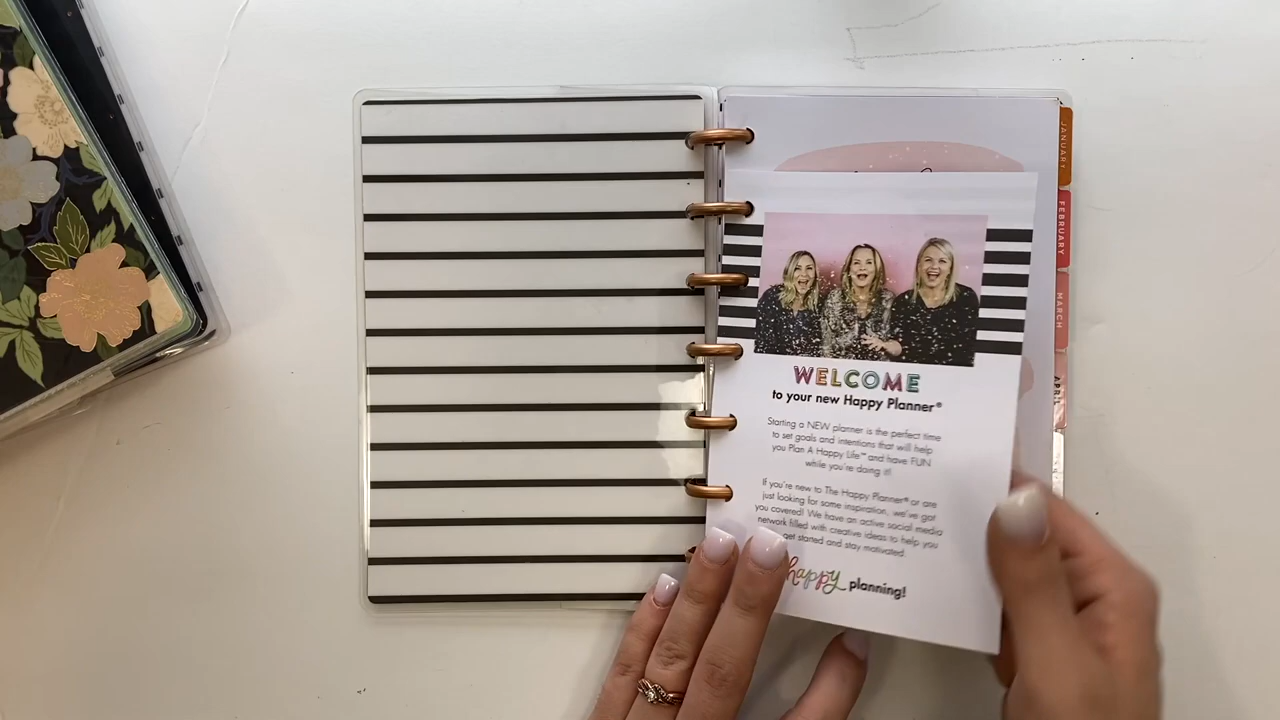 JANUARY
FEBRUARY
MARCH
APRIL
WELCOME
to your new Happy Planner®
Starting a NEW planner is the perfect time
to set goals and intentions that will help
you Plan A Happy Life™ and have FUN
while you're doing it!
If you're new to The Happy Planner® or are
just looking for some inspiration, we've got
you covered! We have an active social media
network filled with creative ideas to help you
get started and stay motivated
happy planning!